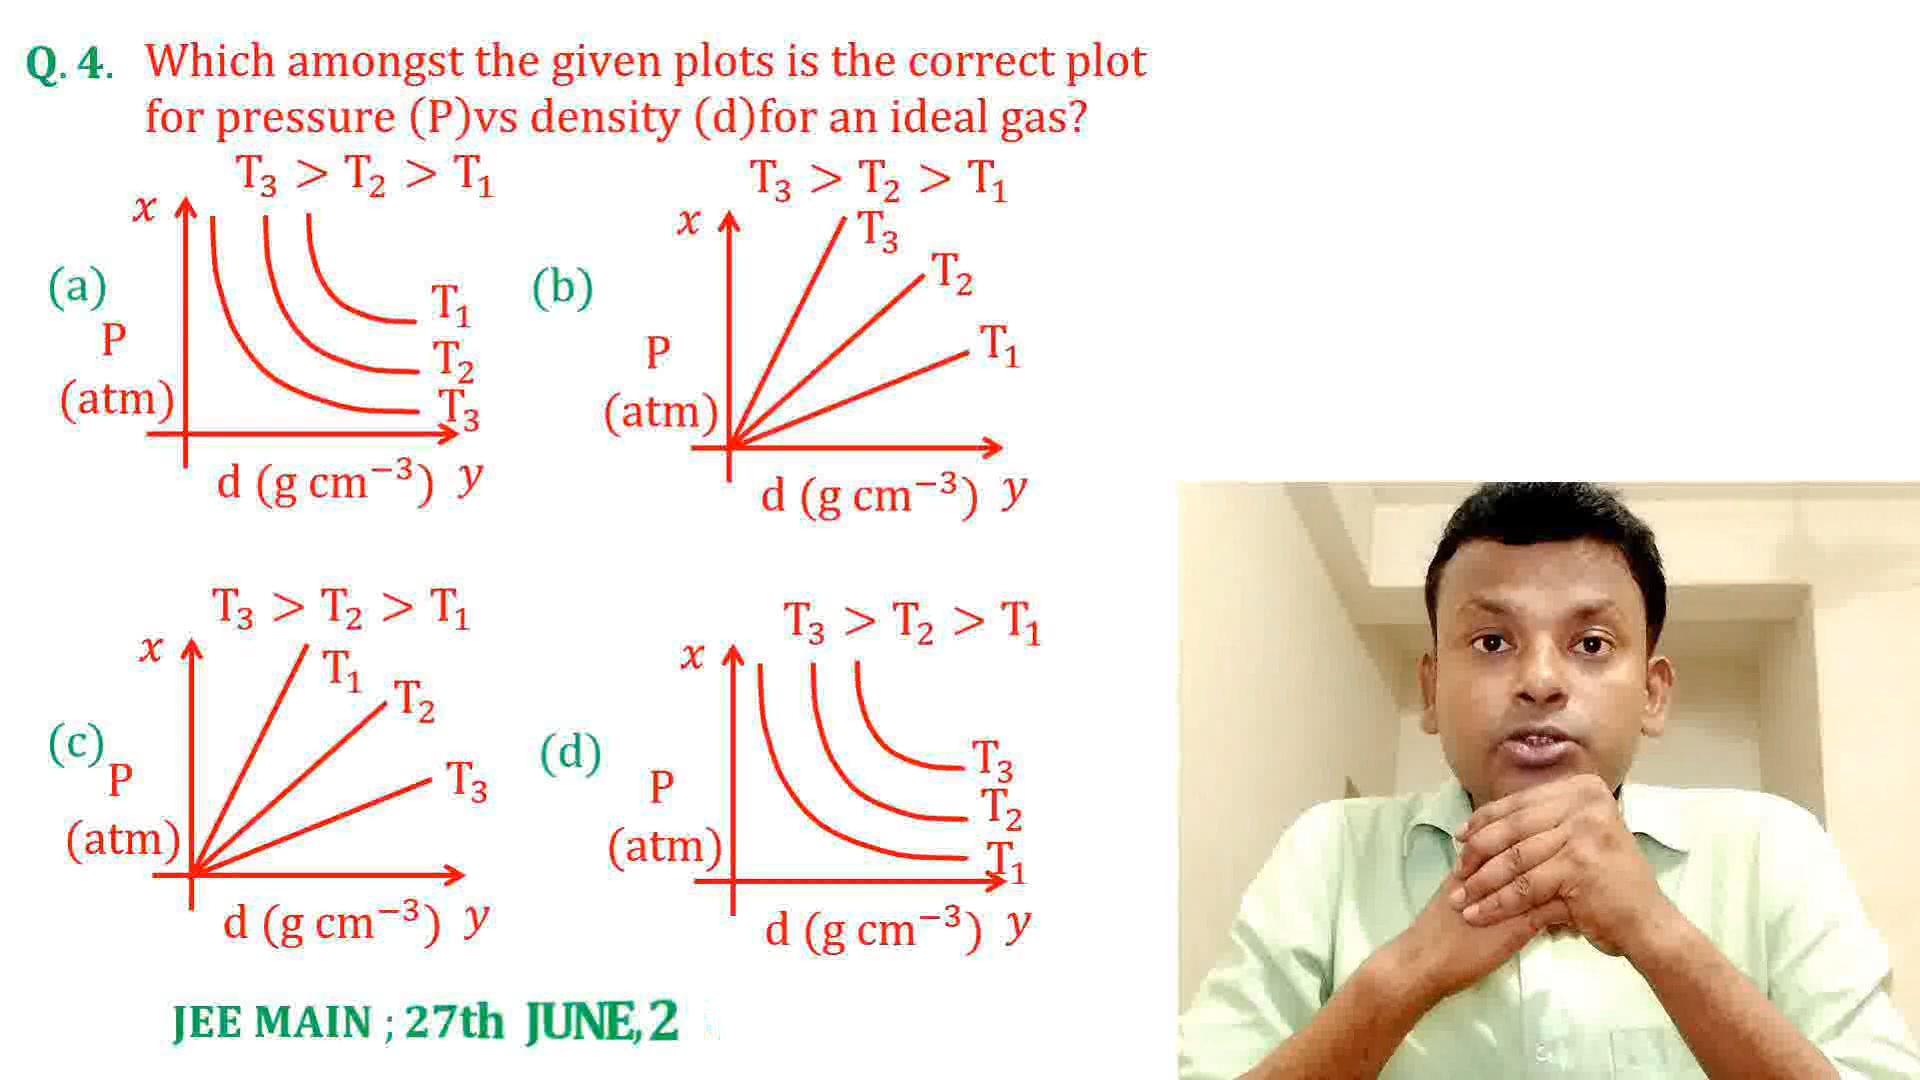 Q. 4. Which amongst the given plots is the correct plot
for pressure (P)vs density (d)for an ideal gas?
T₃ > T₂ > T₁
x
(a)
P
(atm)
T₁
T₂
T₃
d (g cm⁻³) y
T₃ > T₂ > T₁
x
(b)
P
(atm)
T₃
T₂
T₁
d (g cm⁻³) y
T₃ > T₂ > T₁
x
(c)
P
(atm)
T₁
T₂
T₃
d (g cm⁻³) y
T₃ > T₂ > T₁
x
(d)
P
(atm)
T₃
T₂
T₁
d (g cm⁻³) y
JEE MAIN ; 27th JUNE, 2